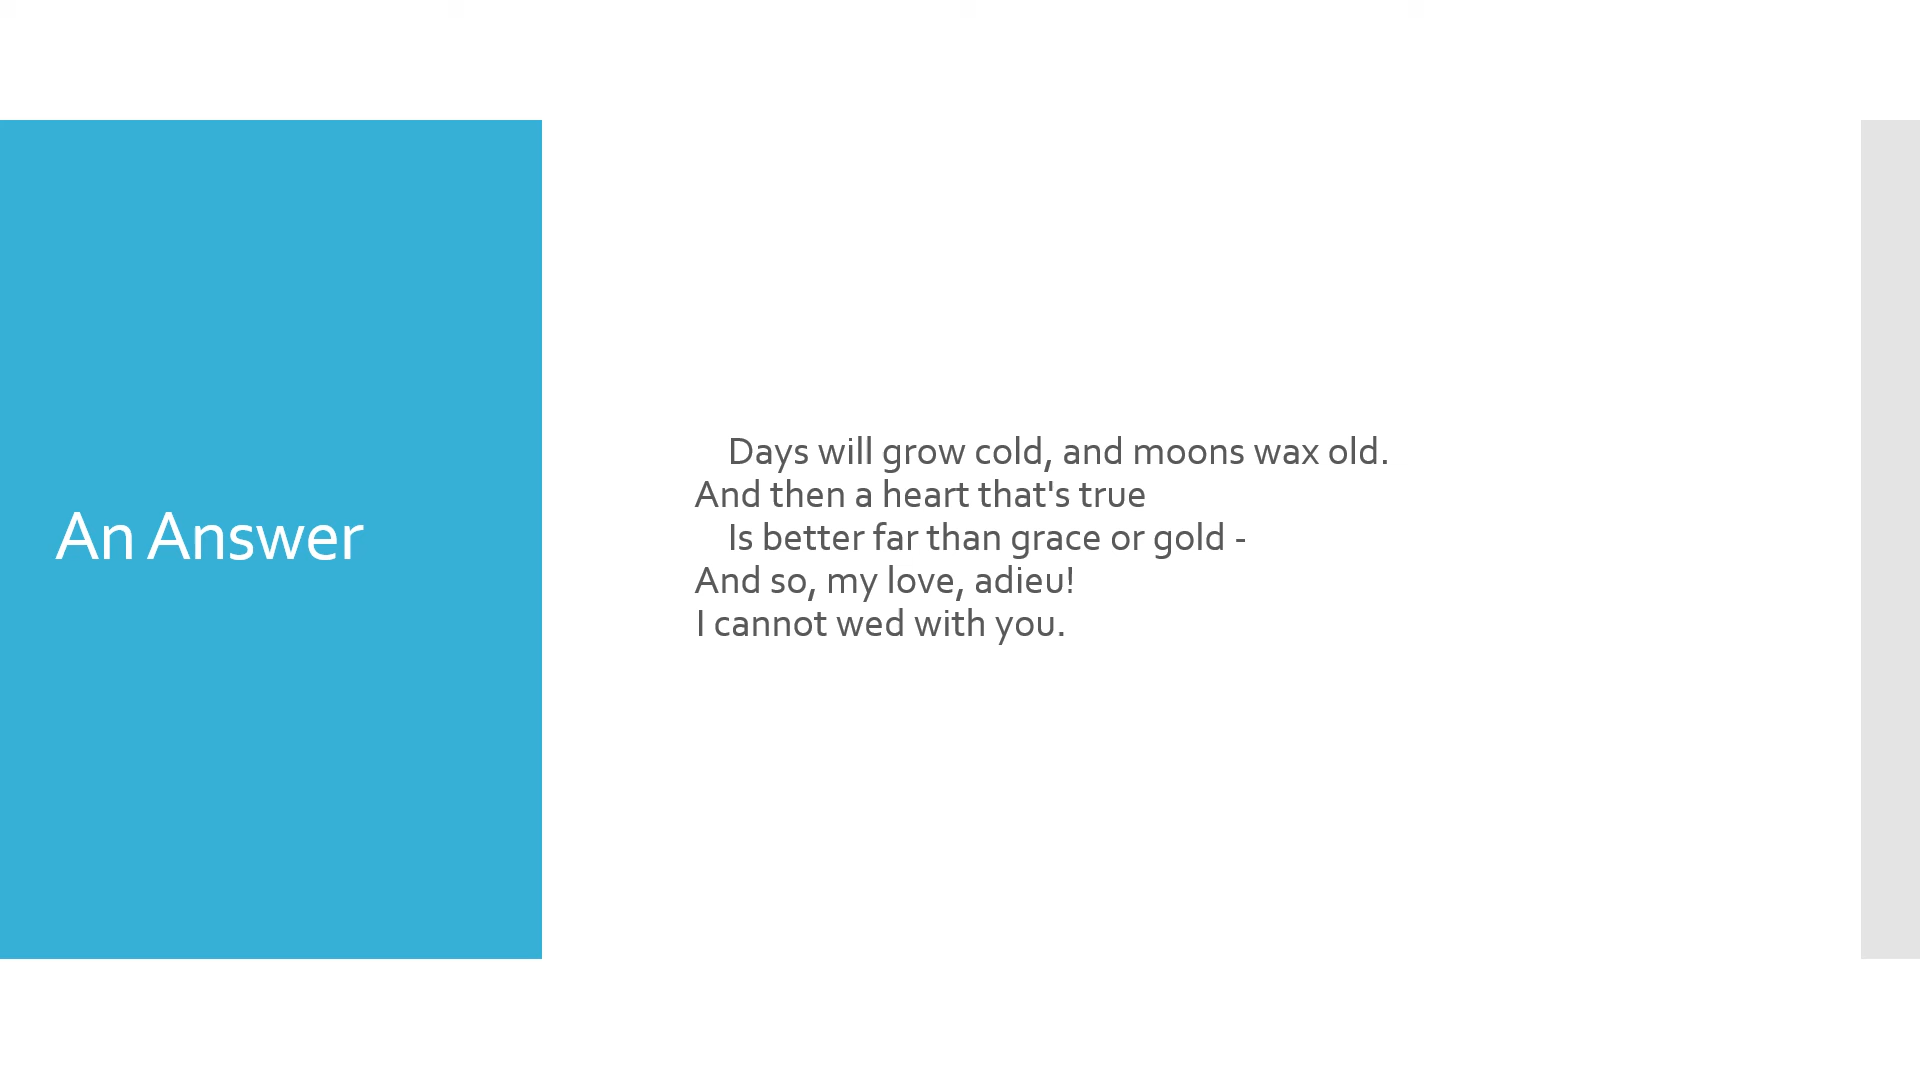 An Answer
Days will grow cold, and moons wax old.
And then a heart that's true
Is better far than grace or gold -
And so, my love, adieu!
I cannot wed with you.